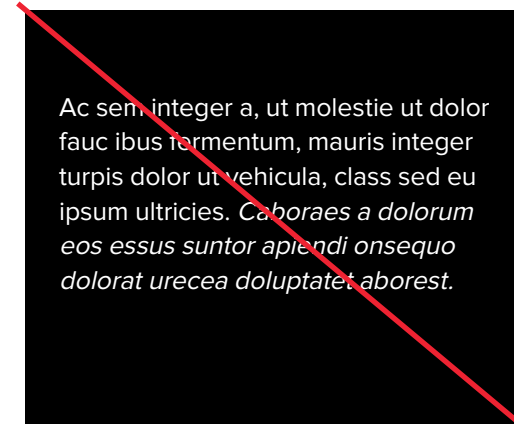 Ac sem integer a, ut molestie ut dolor
fauc ibus fermentum, mauris integer
turpis dolor ut vehicula, class sed eu
ipsum ultricies. Caboraes a dolorum
eos essus suntor apiendi onsequo
dolorat urecea doluptatet aborest.